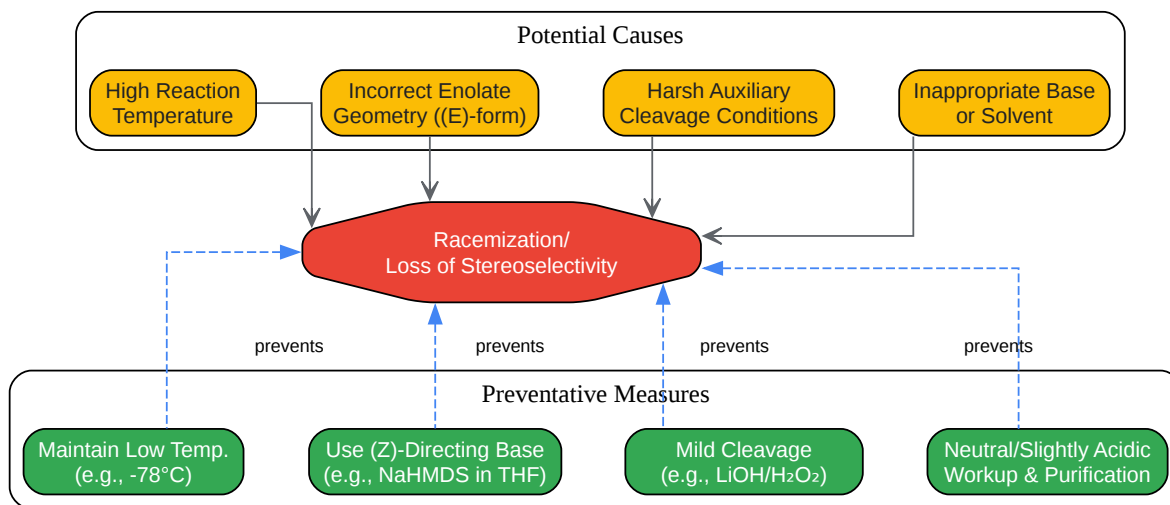 Potential Causes
High Reaction
Temperature
Incorrect Enolate
Geometry ((E)-form)
Harsh Auxiliary
Cleavage Conditions
Inappropriate Base
or Solvent
Racemization/
Loss of Stereoselectivity
prevents
prevents
prevents
prevents
Preventative Measures
Maintain Low Temp.
(e.g., -78°C)
Use (Z)-Directing Base
(e.g., NaHMDS in THF)
Mild Cleavage
(e.g., LiOH/H₂O₂)
Neutral/Slightly Acidic
Workup & Purification